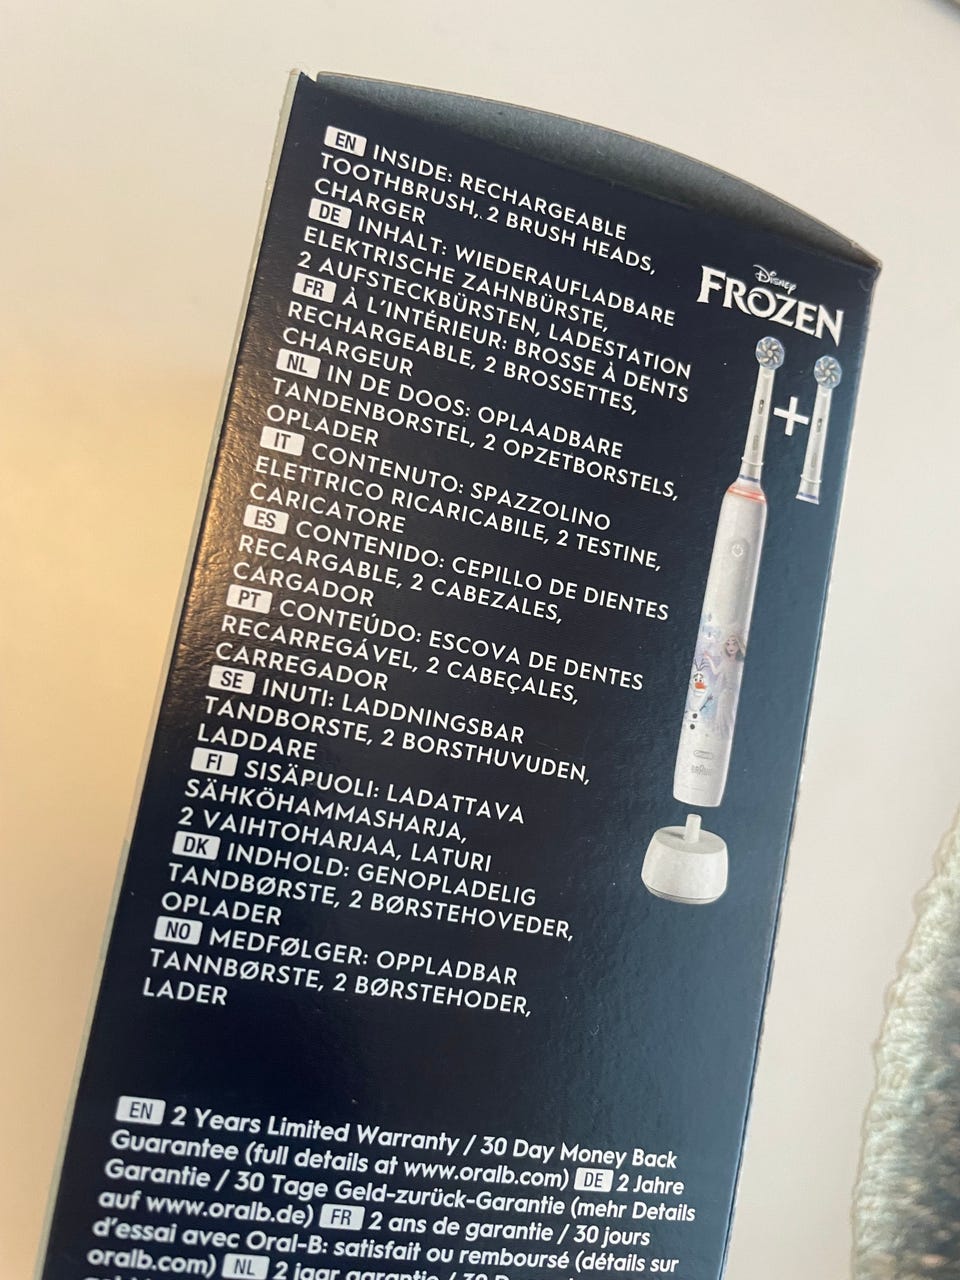 EN INSIDE: RECHARGEABLE
TOOTHBRUSH, 2 BRUSH HEADS,
CHARGER
DE INHALT: WIEDERAUFLADBARE
ELEKTRISCHE ZAHNBÜRSTE,
2 AUFSTECKBÜRSTEN, LADESTATION
FR À L'INTÉRIEUR: BROSSE À DENTS
RECHARGEABLE, 2 BROSSETTES,
CHARGEUR
NL IN DE DOOS: OPLAADBARE
TANDENBORSTEL, 2 OPZETBORSTELS,
OPLADER
IT CONTENUTO: SPAZZOLINO
ELETTRICO RICARICABILE, 2 TESTINE,
CARICATORE
ES CONTENIDO: CEPILLO DE DIENTES
RECARGABLE, 2 CABEZALES,
CARGADOR
PT CONTEÚDO: ESCOVA DE DENTES
RECARREGÁVEL, 2 CABEÇALES,
CARREGADOR
SE INUTI: LADDNINGSBAR
TANDBORSTE, 2 BORSTHUVUDEN,
LADDARE
FI SISÄPUOLI: LADATTAVA
SÄHKÖHAMMASHARJA,
2 VAIHTOHARJAA, LATURI
DK INDHOLD: GENOPLADELIG
TANDBØRSTE, 2 BØRSTEHOVEDER,
OPLADER
NO MEDFØLGER: OPPLADBAR
TANNBØRSTE, 2 BØRSTEHODER,
LADER
Disney
FROZEN
+
BRAUN
EN 2 Years Limited Warranty / 30 Day Money Back
Guarantee (full details at www.oralb.com) DE 2 Jahre
Garantie / 30 Tage Geld-zurück-Garantie (mehr Details
auf www.oralb.de) FR 2 ans de garantie / 30 jours
d'essai avec Oral-B: satisfait ou remboursé (détails sur
oralb.com) NL 2 jaar garantie / 30